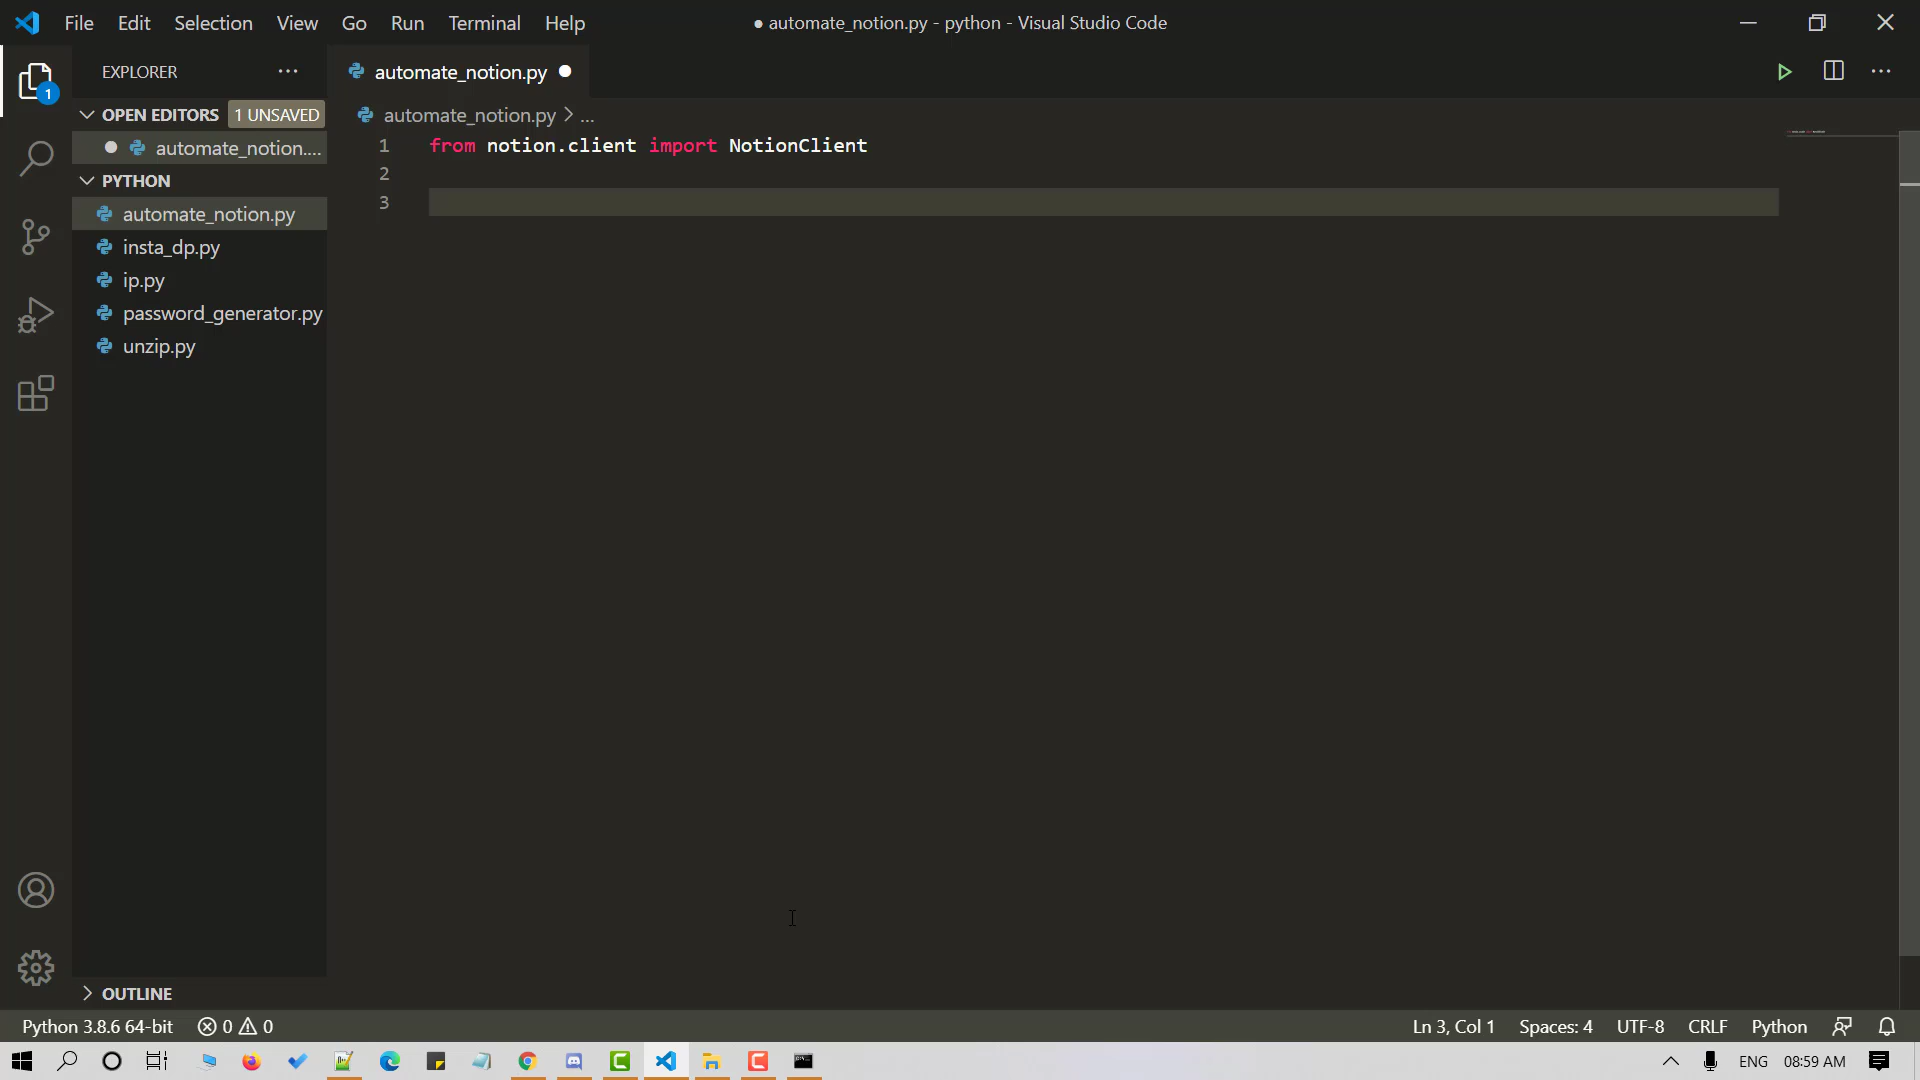 File Edit Selection View Go Run Terminal Help
● automate_notion.py - python - Visual Studio Code
EXPLORER
automate_notion.py
1
OPEN EDITORS 1 UNSAVED
automate_notion....
PYTHON
automate_notion.py
insta_dp.py
ip.py
password_generator.py
unzip.py
OUTLINE
automate_notion.py > ...
1 from notion.client import NotionClient
2
3
Python 3.8.6 64-bit 0 0
Ln 3, Col 1 Spaces: 4 UTF-8 CRLF Python
ENG 08:59 AM